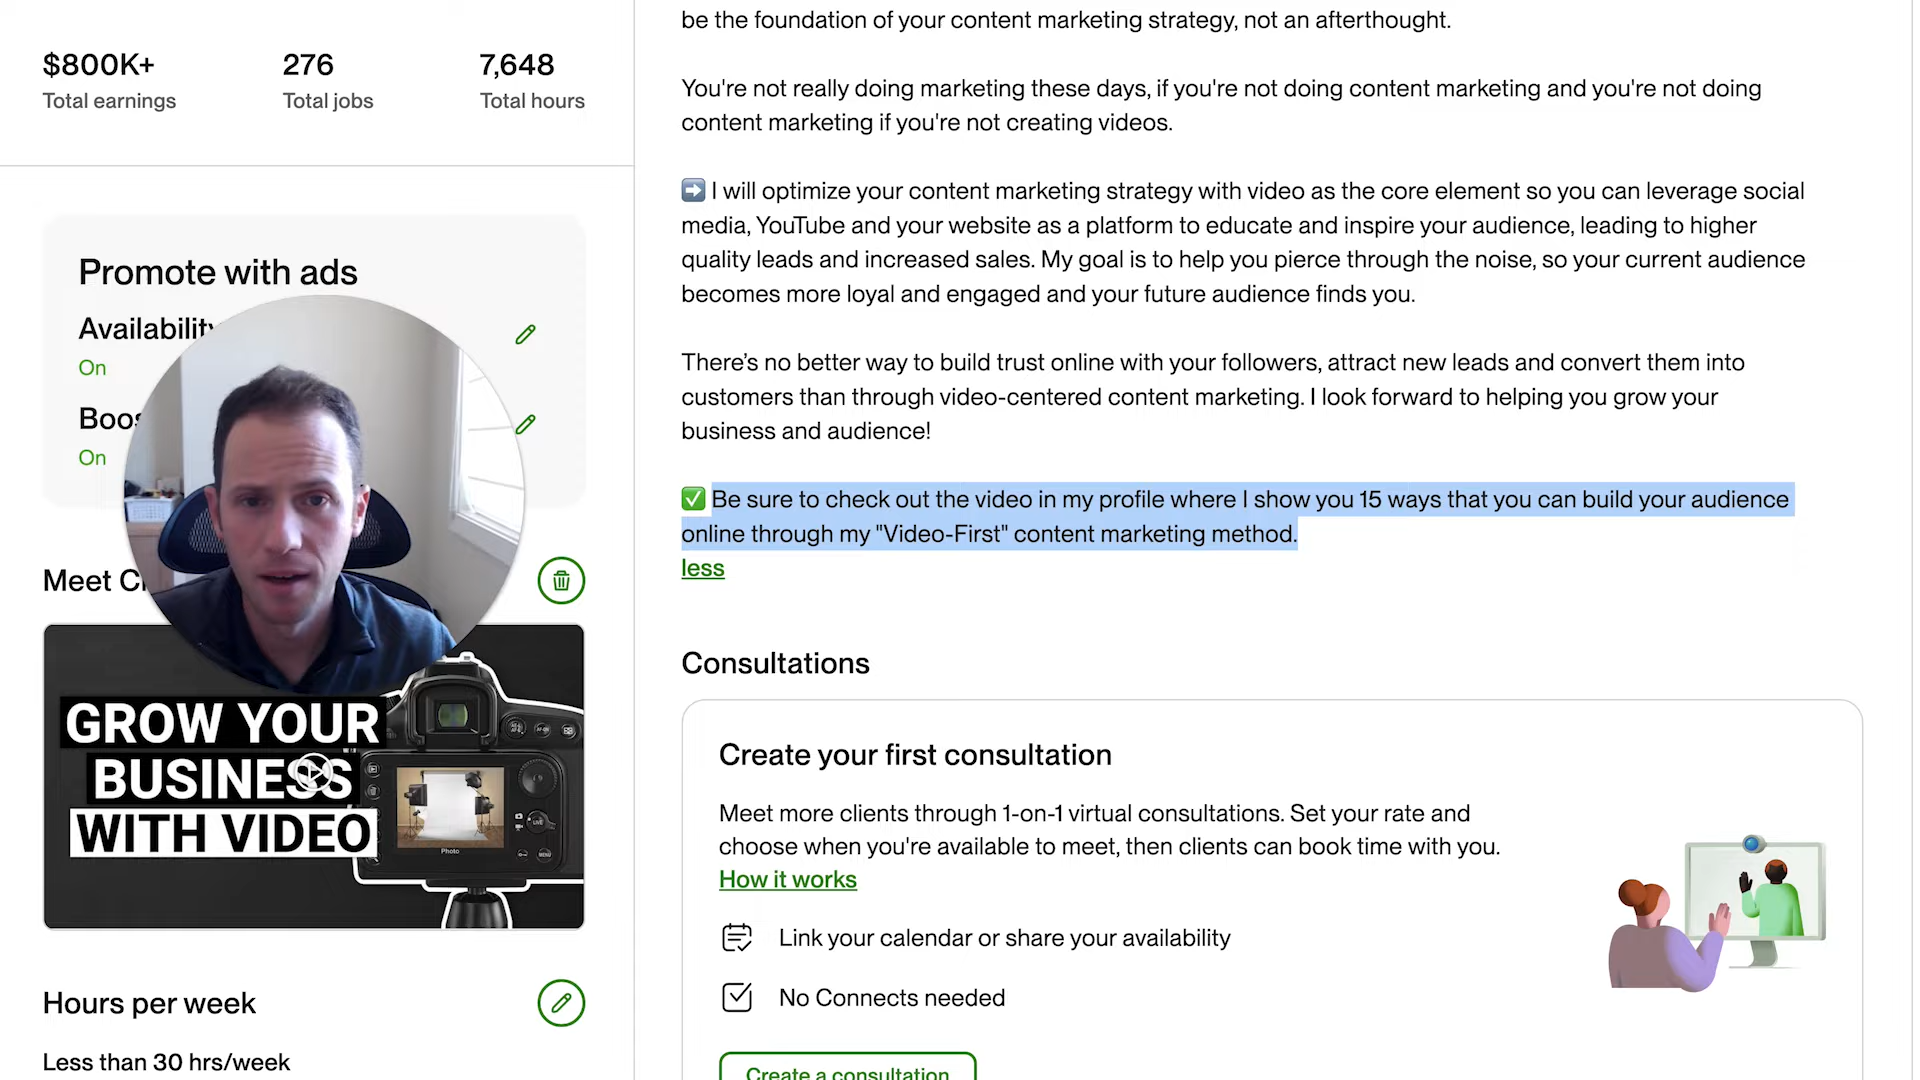 $800K+
Total earnings
276
Total jobs
7,648
Total hours
Promote with ads
Availability
On
On
Meet
GROW YOUR
BUSINESS
WITH VIDEO
Photo
Hours per week
Less than 30 hrs/week
be the foundation of your content marketing strategy, not an afterthought.
You're not really doing marketing these days, if you're not doing content marketing and you're not doing
content marketing if you're not creating videos.
➡️ I will optimize your content marketing strategy with video as the core element so you can leverage social
media, YouTube and your website as a platform to educate and inspire your audience, leading to higher
quality leads and increased sales. My goal is to help you pierce through the noise, so your current audience
becomes more loyal and engaged and your future audience finds you.
There’s no better way to build trust online with your followers, attract new leads and convert them into
customers than through video-centered content marketing. I look forward to helping you grow your
business and audience!
✅ Be sure to check out the video in my profile where I show you 15 ways that you can build your audience
online through my "Video-First" content marketing method.
less
Consultations
Create your first consultation
Meet more clients through 1-on-1 virtual consultations. Set your rate and
choose when you're available to meet, then clients can book time with you.
How it works
Link your calendar or share your availability
No Connects needed
Create a consultation